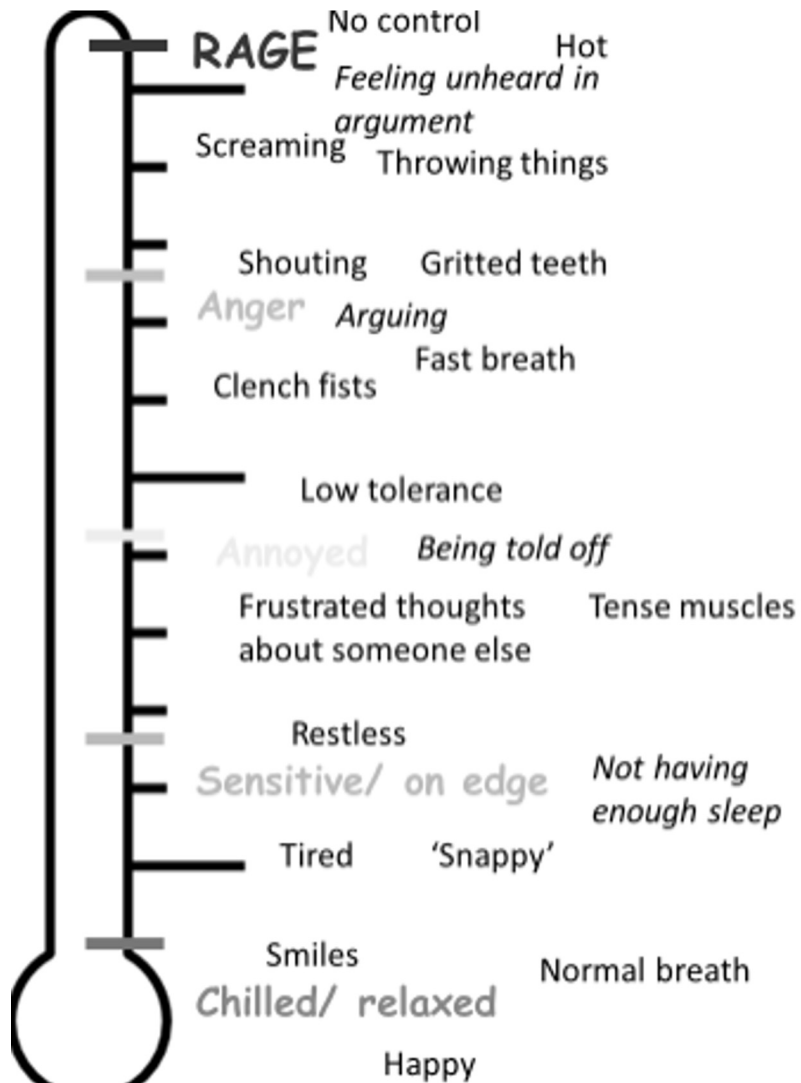 No control
RAGE
Hot
Feeling unheard in
argument
Screaming
Throwing things
Shouting Gritted teeth
Anger Arguing
Fast breath
Clench fists
Low tolerance
Annoyed Being told off
Frustrated thoughts Tense muscles
about someone else
Restless
Sensitive/ on edge
Not having
enough sleep
Tired ‘Snappy’
Smiles
Normal breath
Chilled/ relaxed
Happy